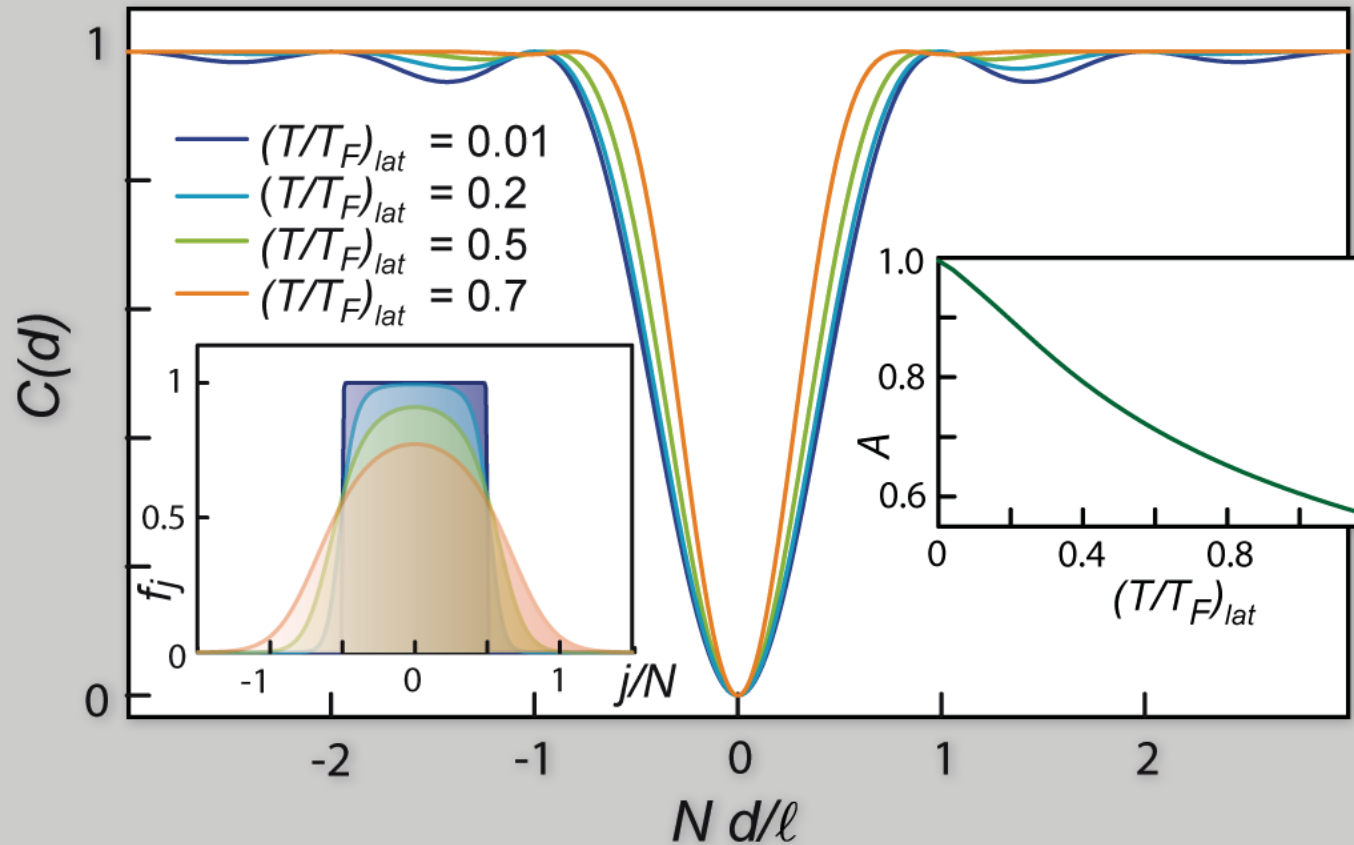 1
(T/T_F)_lat = 0.01
(T/T_F)_lat = 0.2
(T/T_F)_lat = 0.5
(T/T_F)_lat = 0.7
C(d)
0
-2 -1 0 1 2
N d/ℓ
1
0.5
0
f_j
-1 0 1
j/N
1.0
0.8
0.6
A
0 0.4 0.8
(T/T_F)_lat